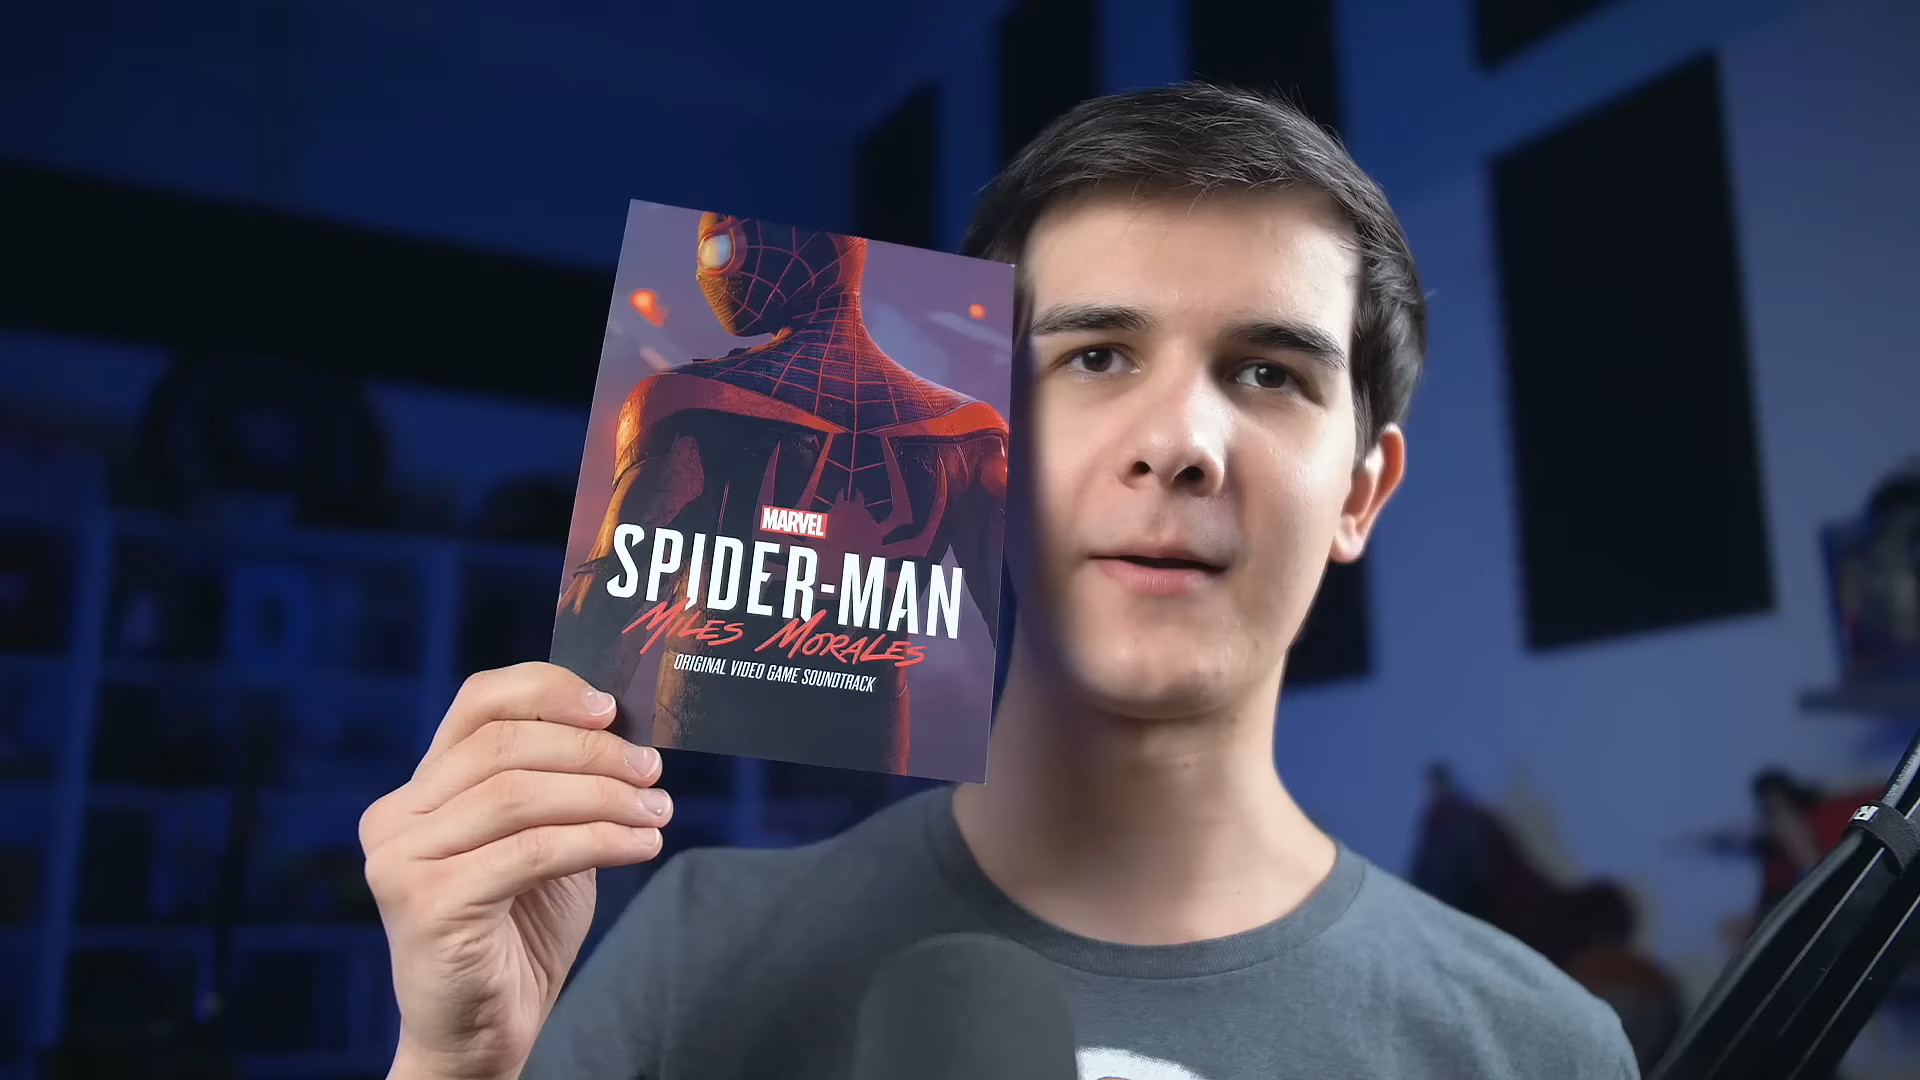 MARVEL
SPIDER-MAN
MILES MORALES
ORIGINAL VIDEO GAME SOUNDTRACK